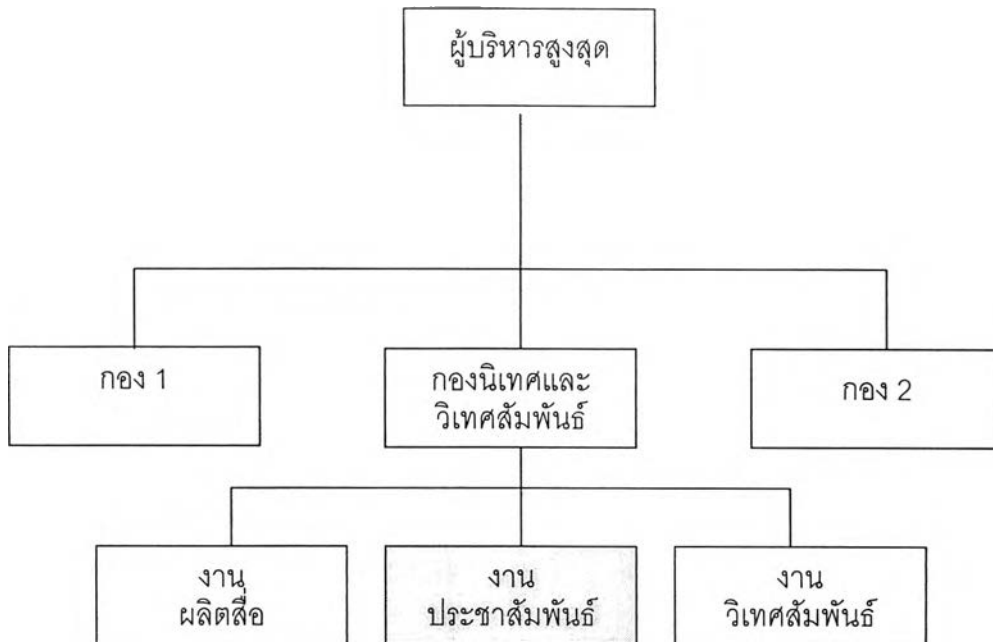 ผู้บริหารสูงสุด
กอง 1
กองนิเทศและ
วิเทศสัมพันธ์
กอง 2
งาน
ผลิตสื่อ
งาน
ประชาสัมพันธ์
งาน
วิเทศสัมพันธ์